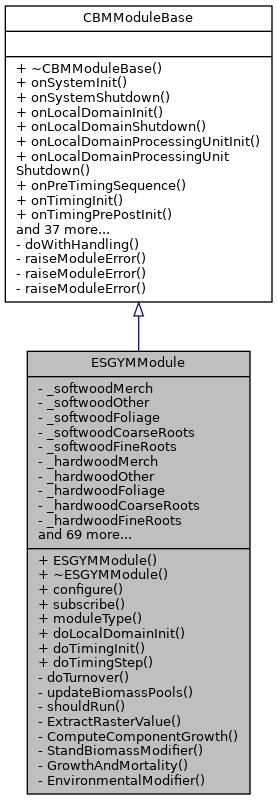 CBMModuleBase
+ ~CBMModuleBase()
+ onSystemInit()
+ onSystemShutdown()
+ onLocalDomainInit()
+ onLocalDomainShutdown()
+ onLocalDomainProcessingUnitInit()
+ onLocalDomainProcessingUnit
Shutdown()
+ onPreTimingSequence()
+ onTimingInit()
+ onTimingPrePostInit()
and 37 more...
- doWithHandling()
- raiseModuleError()
- raiseModuleError()
- raiseModuleError()
ESGYMModule
- _softwoodMerch
- _softwoodOther
- _softwoodFoliage
- _softwoodCoarseRoots
- _softwoodFineRoots
- _hardwoodMerch
- _hardwoodOther
- _hardwoodFoliage
- _hardwoodCoarseRoots
- _hardwoodFineRoots
and 69 more...
+ ESGYMModule()
+ ~ESGYMModule()
+ configure()
+ subscribe()
+ moduleType()
+ doLocalDomainInit()
+ doTimingInit()
+ doTimingStep()
- doTurnover()
- updateBiomassPools()
- shouldRun()
- ExtractRasterValue()
- ComputeComponentGrowth()
- StandBiomassModifier()
- GrowthAndMortality()
- EnvironmentalModifier()